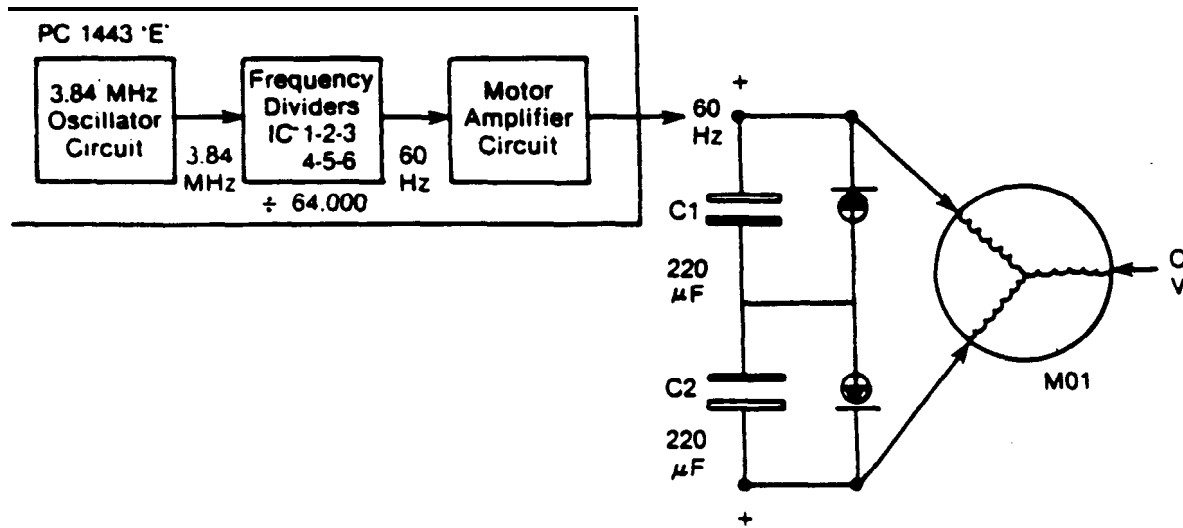 PC 1443 'E'
3.84 MHz
Oscillator
Circuit
3.84
MHz
Frequency
Dividers
IC 1-2-3
4-5-6
÷ 64.000
60
Hz
Motor
Amplifier
Circuit
60
Hz
+
C1
220
µF
C2
220
µF
+
M01
V